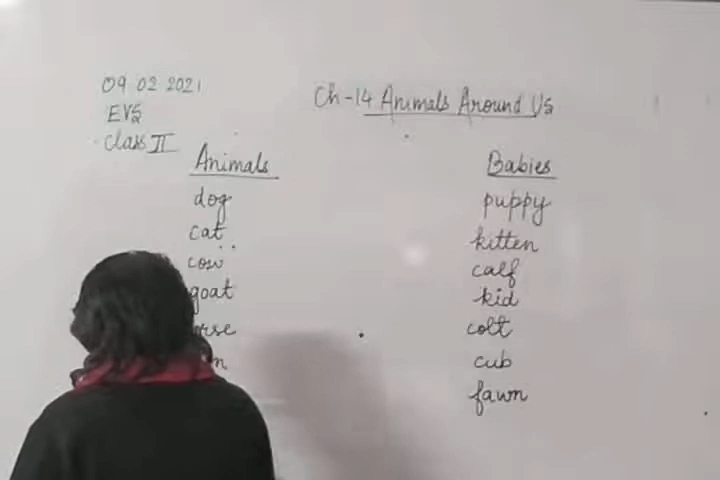 09 02 2021
Ch-14 Animals Around Us
EVS
Class II
Animals Babies
dog puppy
cat kitten
cow calf
goat kid
colt
cub
fawn